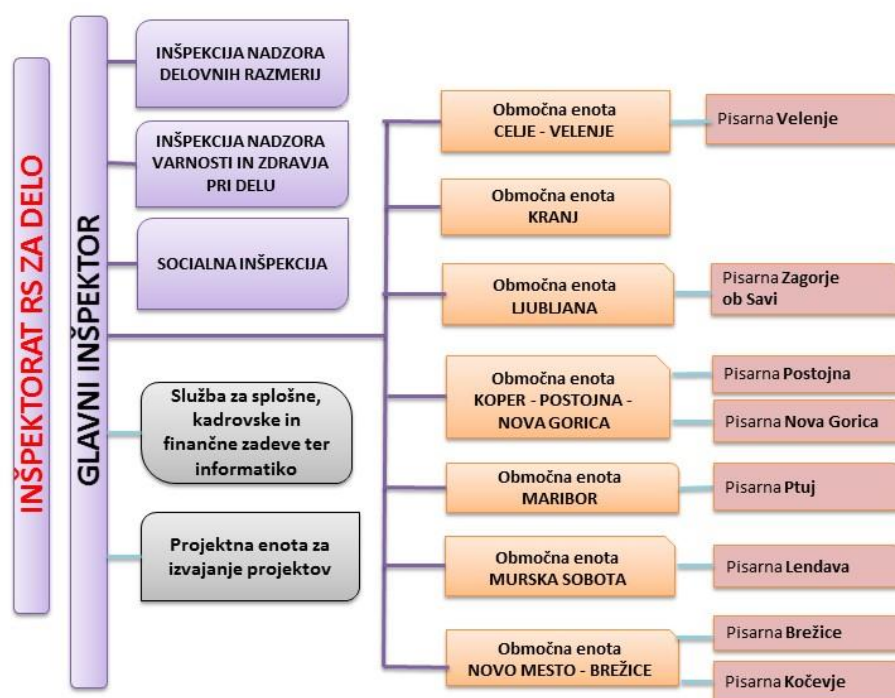 INŠPEKTORAT RS ZA DELO
GLAVNI INŠPEKTOR
INŠPEKCIJA NADZORA
DELOVNIH RAZMERIJ
INŠPEKCIJA NADZORA
VARNOSTI IN ZDRAVJA
PRI DELU
SOCIALNA INŠPEKCIJA
Služba za splošne,
kadrovske in
finančne zadeve ter
informatiko
Projektna enota za
izvajanje projektov
Območna enota
CELJE - VELENJE
Pisarna Velenje
Območna enota
KRANJ
Območna enota
LJUBLJANA
Pisarna Zagorje
ob Savi
Območna enota
KOPER - POSTOJNA -
NOVA GORICA
Pisarna Postojna
Pisarna Nova Gorica
Območna enota
MARIBOR
Pisarna Ptuj
Območna enota
MURSKA SOBOTA
Pisarna Lendava
Območna enota
NOVO MESTO - BREŽICE
Pisarna Brežice
Pisarna Kočevje